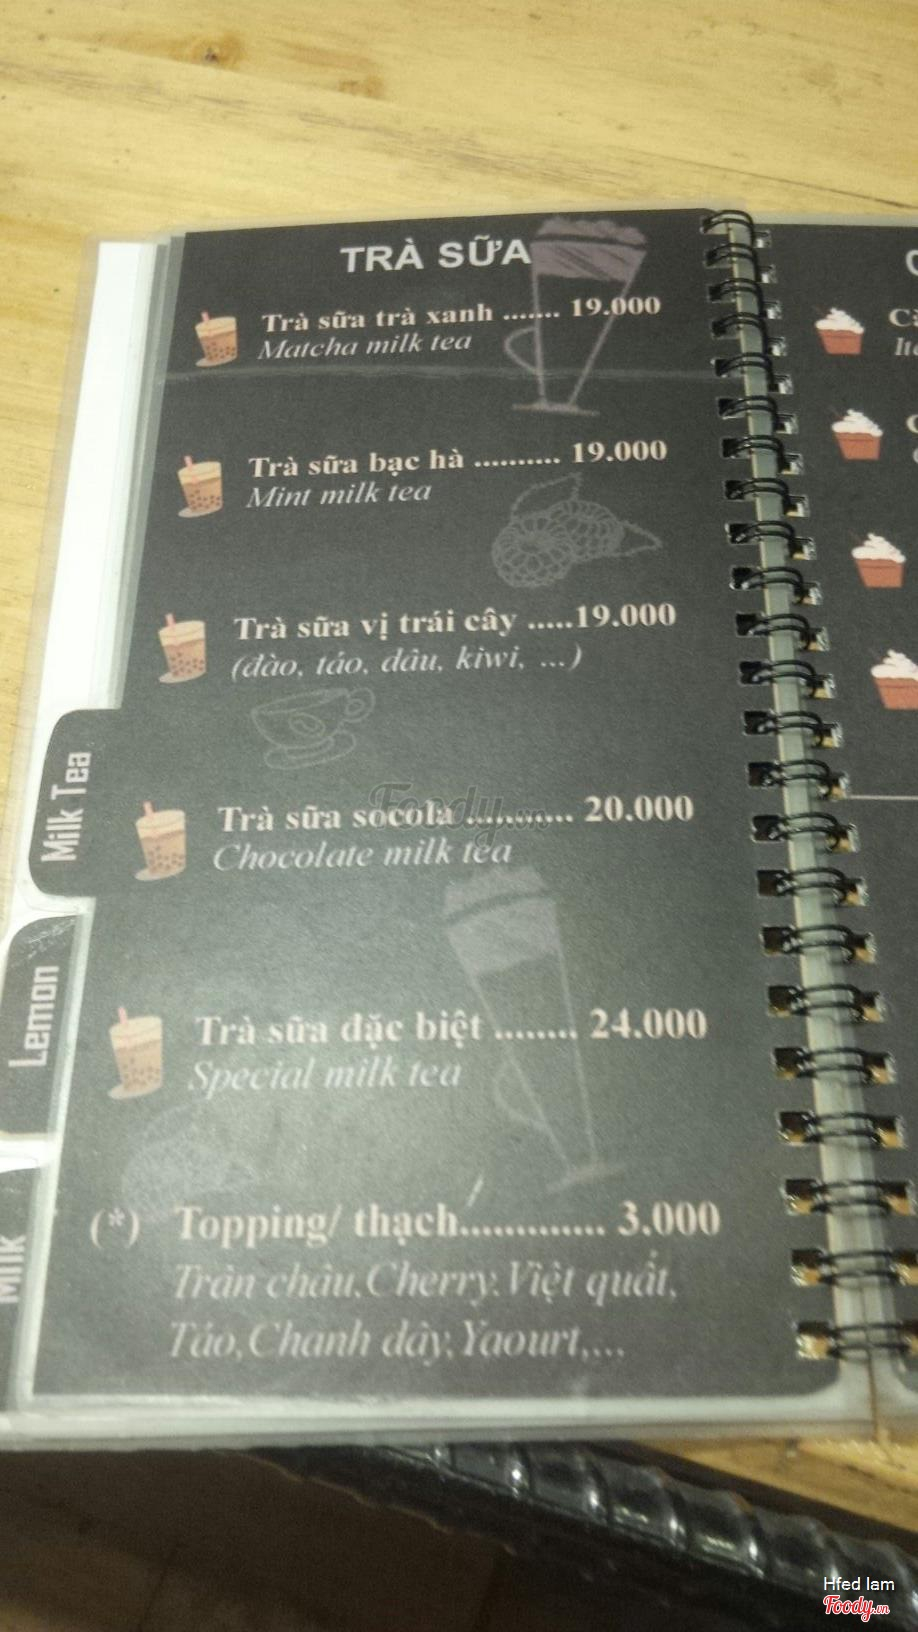 TRÀ SỮA
Trà sữa trà xanh ....... 19.000
Matcha milk tea
Trà sữa bạc hà .......... 19.000
Mint milk tea
Trà sữa vị trái cây .....19.000
(đào, táo, dâu, kiwi, ...)
Trà sữa socola ........... 20.000
Chocolate milk tea
Trà sữa đặc biệt ........ 24.000
Special milk tea
(*) Topping/ thạch............. 3.000
Trân châu,Cherry,Việt quất,
Táo,Chanh dây,Yaourt,...
Milk Tea
Lemon
Milk
Foody.vn
Hfed lam
Foody.vn